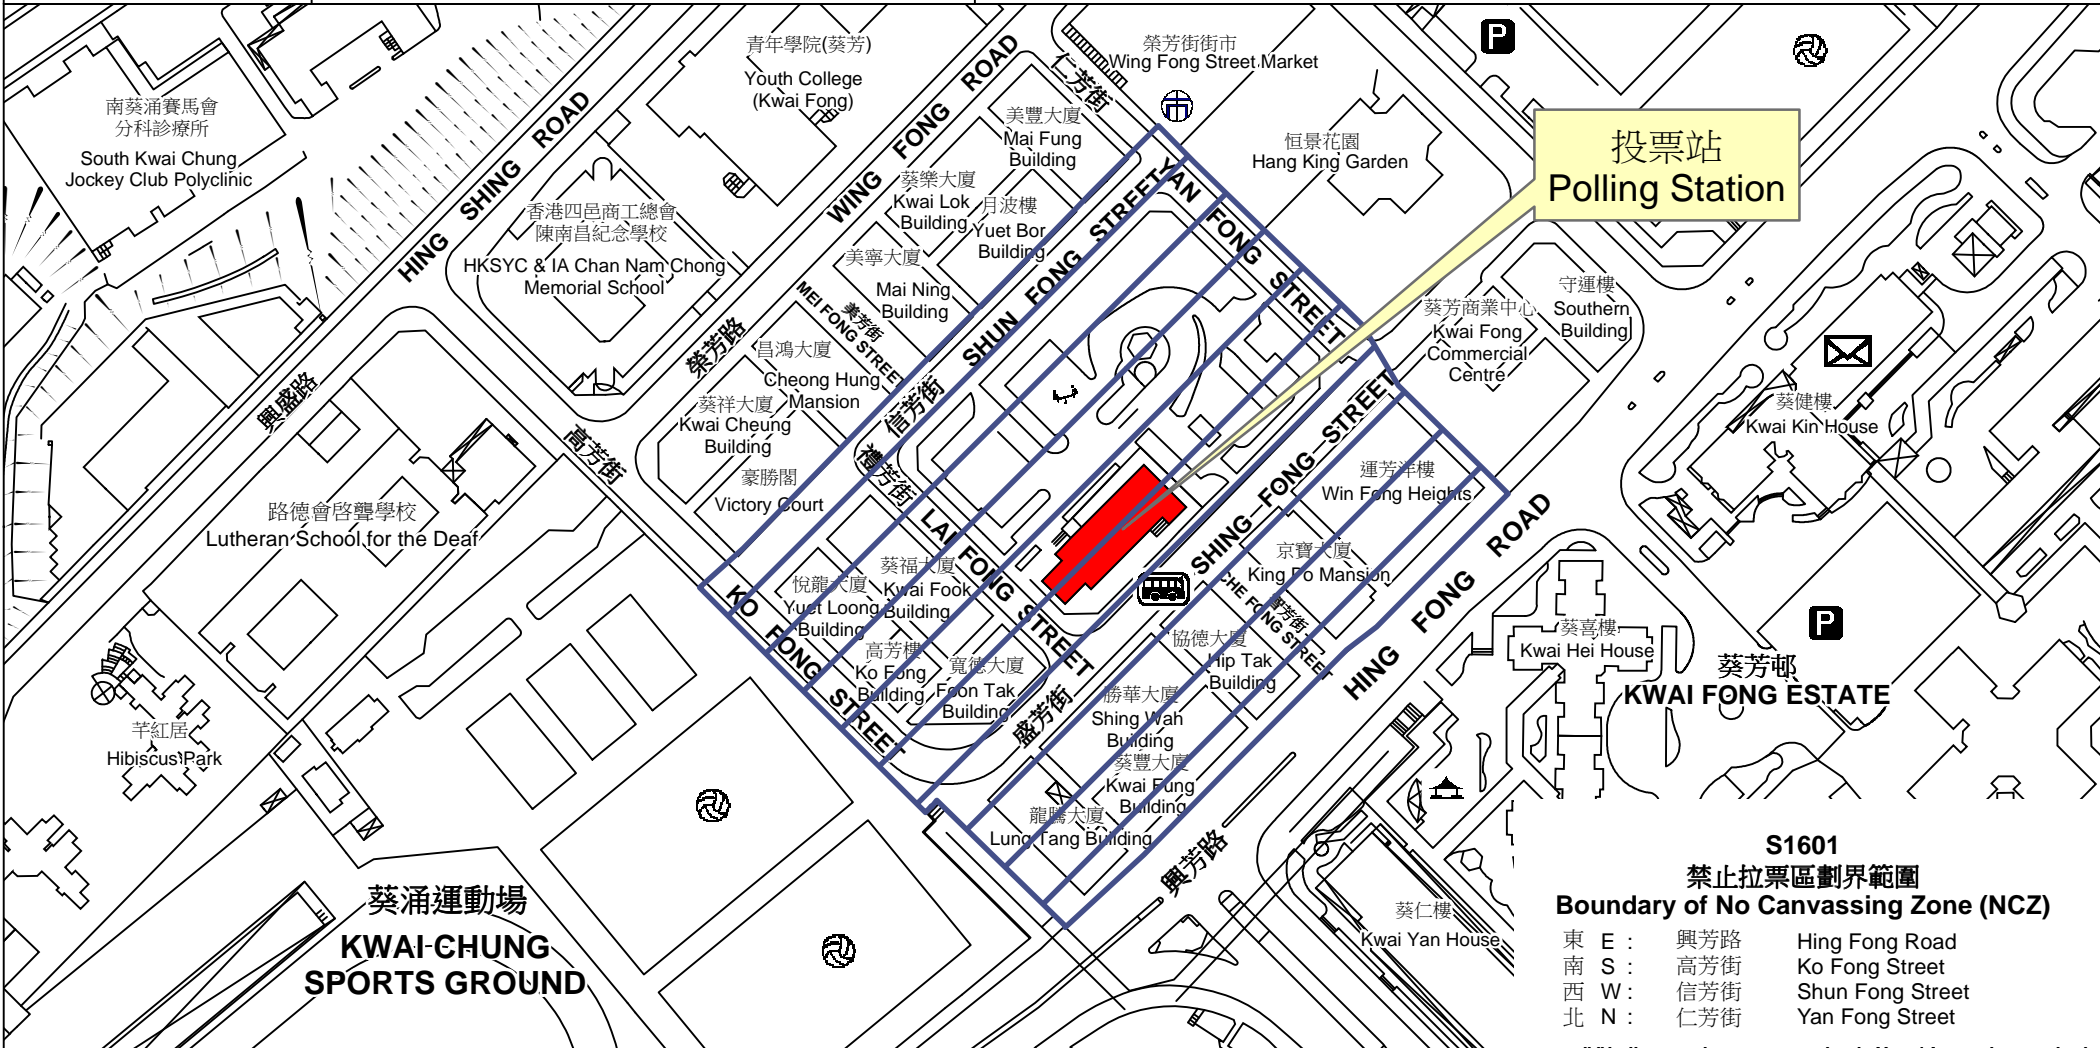 青年學院(葵芳)
Youth College
(Kwai Fong)
榮芳街街市
Wing Fong Street Market
P
南葵涌賽馬會
分科診療所
South Kwai Chung
Jockey Club Polyclinic
HING SHING ROAD
興盛路
WING FONG ROAD
榮芳路
仁芳街
YAN FONG STREET
美豐大廈
Mai Fung
Building
恒景花園
Hang King Garden
投票站
Polling Station
葵樂大廈
Kwai Lok
Building
月波樓
Yuet Bor
Building
香港四邑商工總會
陳南昌紀念學校
HKSYC & IA Chan Nam Chong
Memorial School
美寧大廈
Mai Ning
Building
美芳街
MEI FONG STREET
SHUN FONG STREET
信芳街
昌鴻大廈
Cheong Hung
Mansion
葵祥大廈
Kwai Cheung
Building
豪勝閣
Victory Court
守運樓
Southern
Building
葵芳商業中心
Kwai Fong
Commercial
Centre
葵健樓
Kwai Kin House
高芳街
KO FONG STREET
禮芳街
LAI FONG STREET
SHING FONG STREET
盛芳街
運芳洋樓
Win Fong Heights
京寶大廈
King Po Mansion
智芳街
CHE FONG STREET
HING FONG ROAD
興芳路
路德會啓聾學校
Lutheran School for the Deaf
悅龍大廈
Yuet Loong
Building
葵福大廈
Kwai Fook
Building
高芳樓
Ko Fong
Building
寬德大廈
Foon Tak
Building
協德大廈
Hip Tak
Building
勝華大廈
Shing Wah
Building
葵豐大廈
Kwai Fung
Building
龍騰大廈
Lung Tang Building
葵喜樓
Kwai Hei House
P
葵芳邨
KWAI FONG ESTATE
芊紅居
Hibiscus Park
葵涌運動場
KWAI CHUNG
SPORTS GROUND
葵仁樓
Kwai Yan House
S1601
禁止拉票區劃界範圍
Boundary of No Canvassing Zone (NCZ)
東 E : 興芳路 Hing Fong Road
南 S : 高芳街 Ko Fong Street
西 W : 信芳街 Shun Fong Street
北 N : 仁芳街 Yan Fong Street